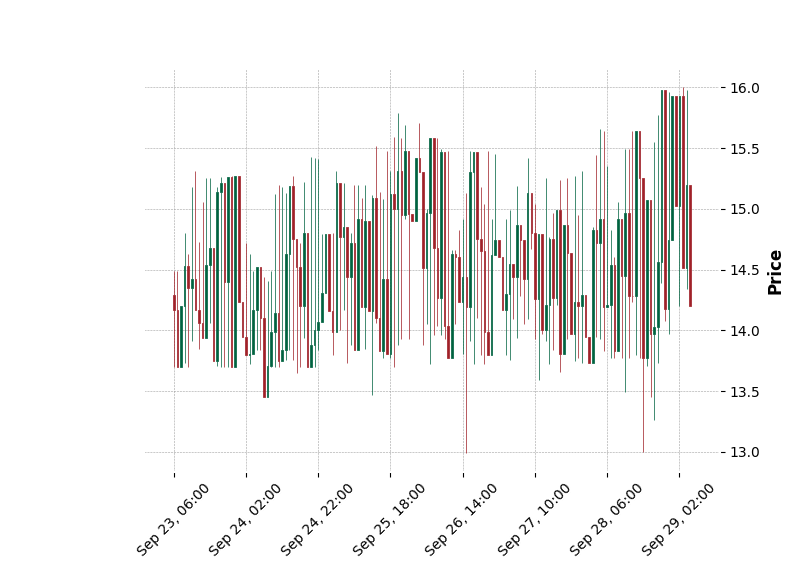 16.0
15.5
15.0
14.5
14.0
13.5
13.0
Price
Sep 23, 06:00
Sep 24, 02:00
Sep 24, 22:00
Sep 25, 18:00
Sep 26, 14:00
Sep 27, 10:00
Sep 28, 06:00
Sep 29, 02:00